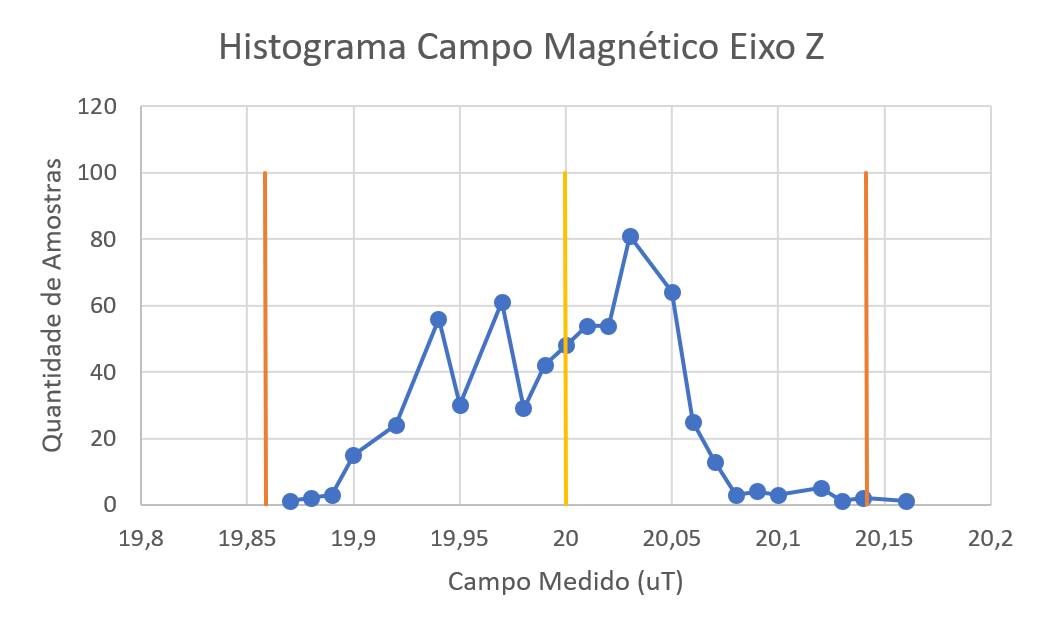 Histograma Campo Magnético Eixo Z
Quantidade de Amostras
120
100
80
60
40
20
0
19,8 19,85 19,9 19,95 20 20,05 20,1 20,15 20,2
Campo Medido (uT)